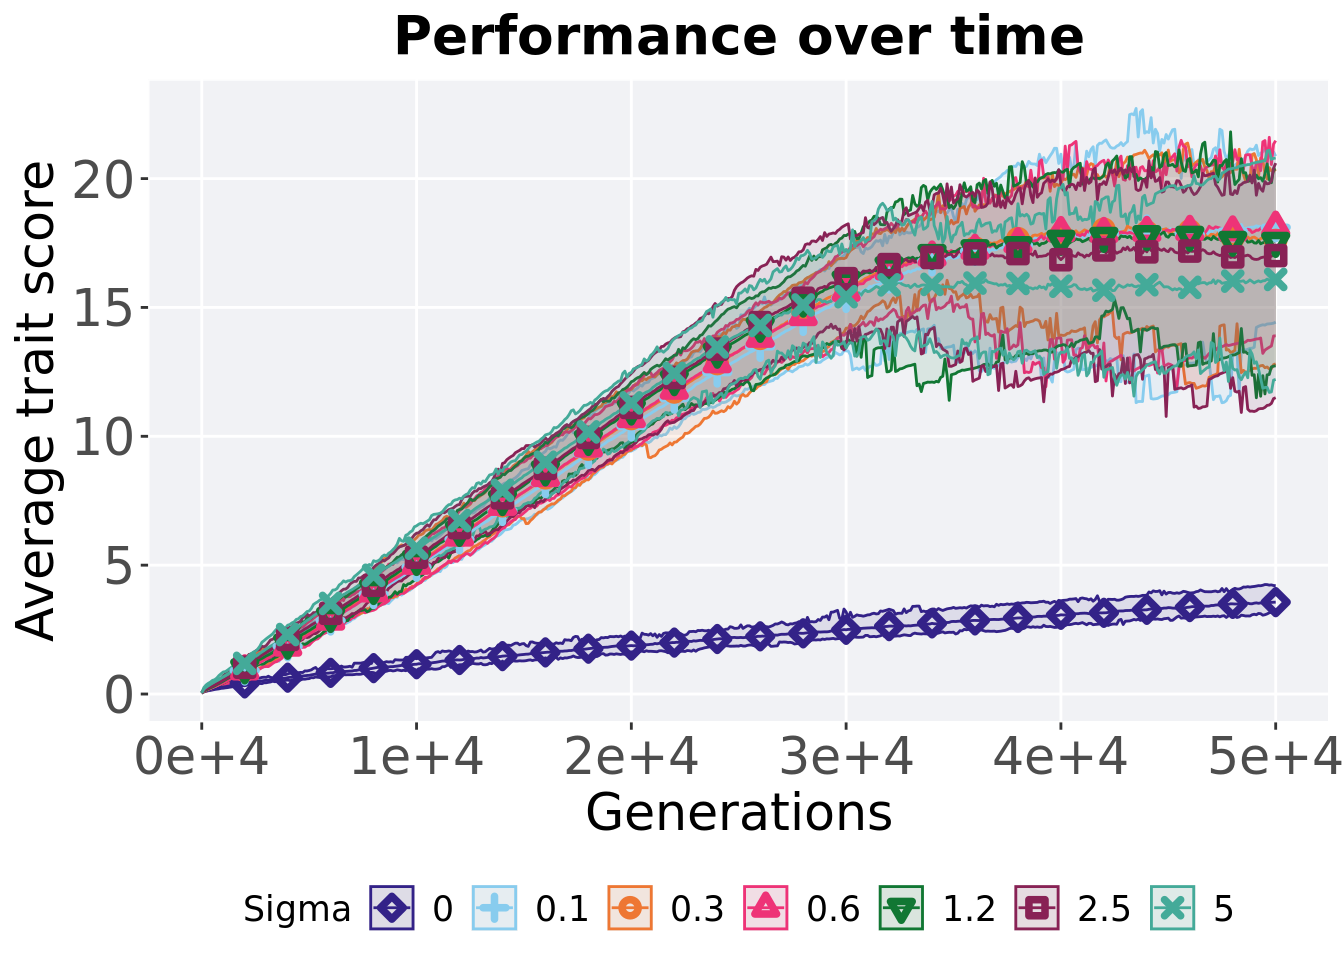 Performance over time
Average trait score
20
15
10
5
0
0e+4 1e+4 2e+4 3e+4 4e+4 5e+4
Generations
Sigma 0 0.1 0.3 0.6 1.2 2.5 5